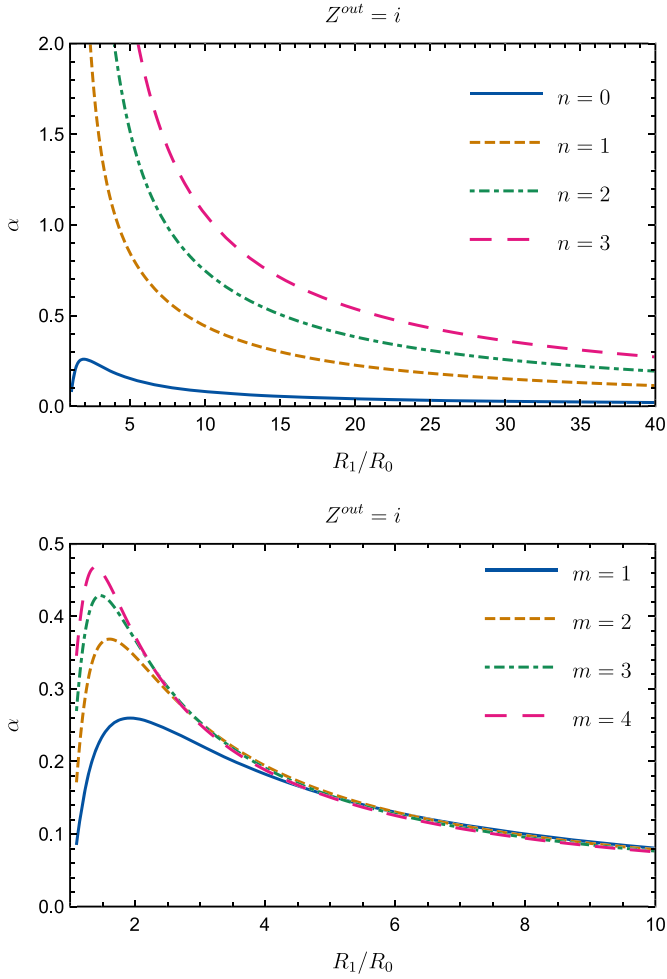 Z^{out} = i
2.0
1.5
1.0
0.5
0.0
α
n = 0
n = 1
n = 2
n = 3
5 10 15 20 25 30 35 40
R_1/R_0
Z^{out} = i
0.5
0.4
0.3
0.2
0.1
0.0
α
m = 1
m = 2
m = 3
m = 4
2 4 6 8 10
R_1/R_0